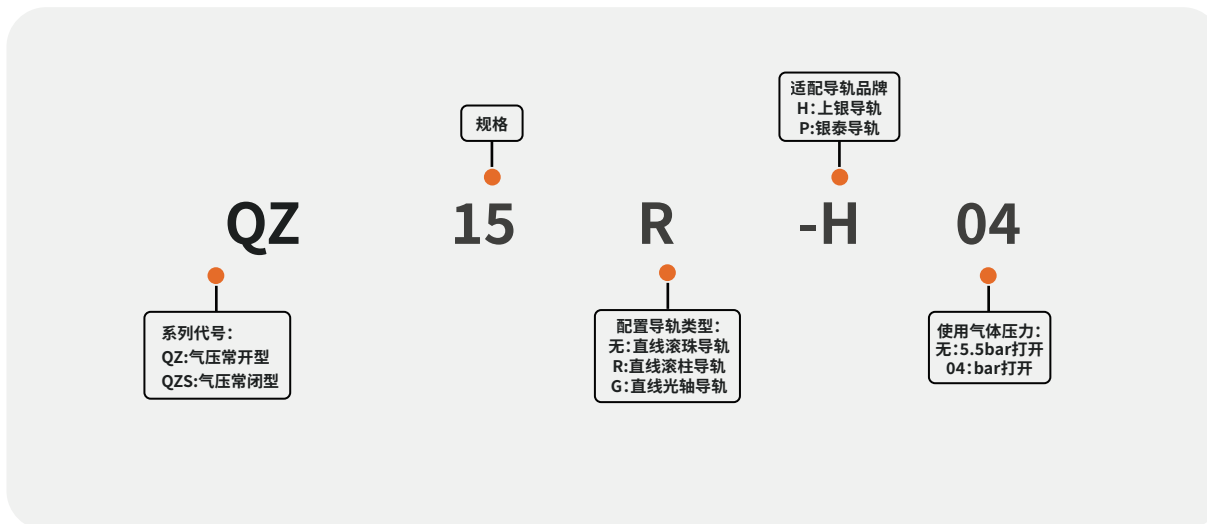 规格
适配导轨品牌
H：上银导轨
P:银泰导轨
QZ 15 R -H 04
系列代号：
QZ:气压常开型
QZS:气压常闭型
配置导轨类型：
无：直线滚珠导轨
R:直线滚柱导轨
G：直线光轴导轨
使用气体压力：
无：5.5bar打开
04：bar打开